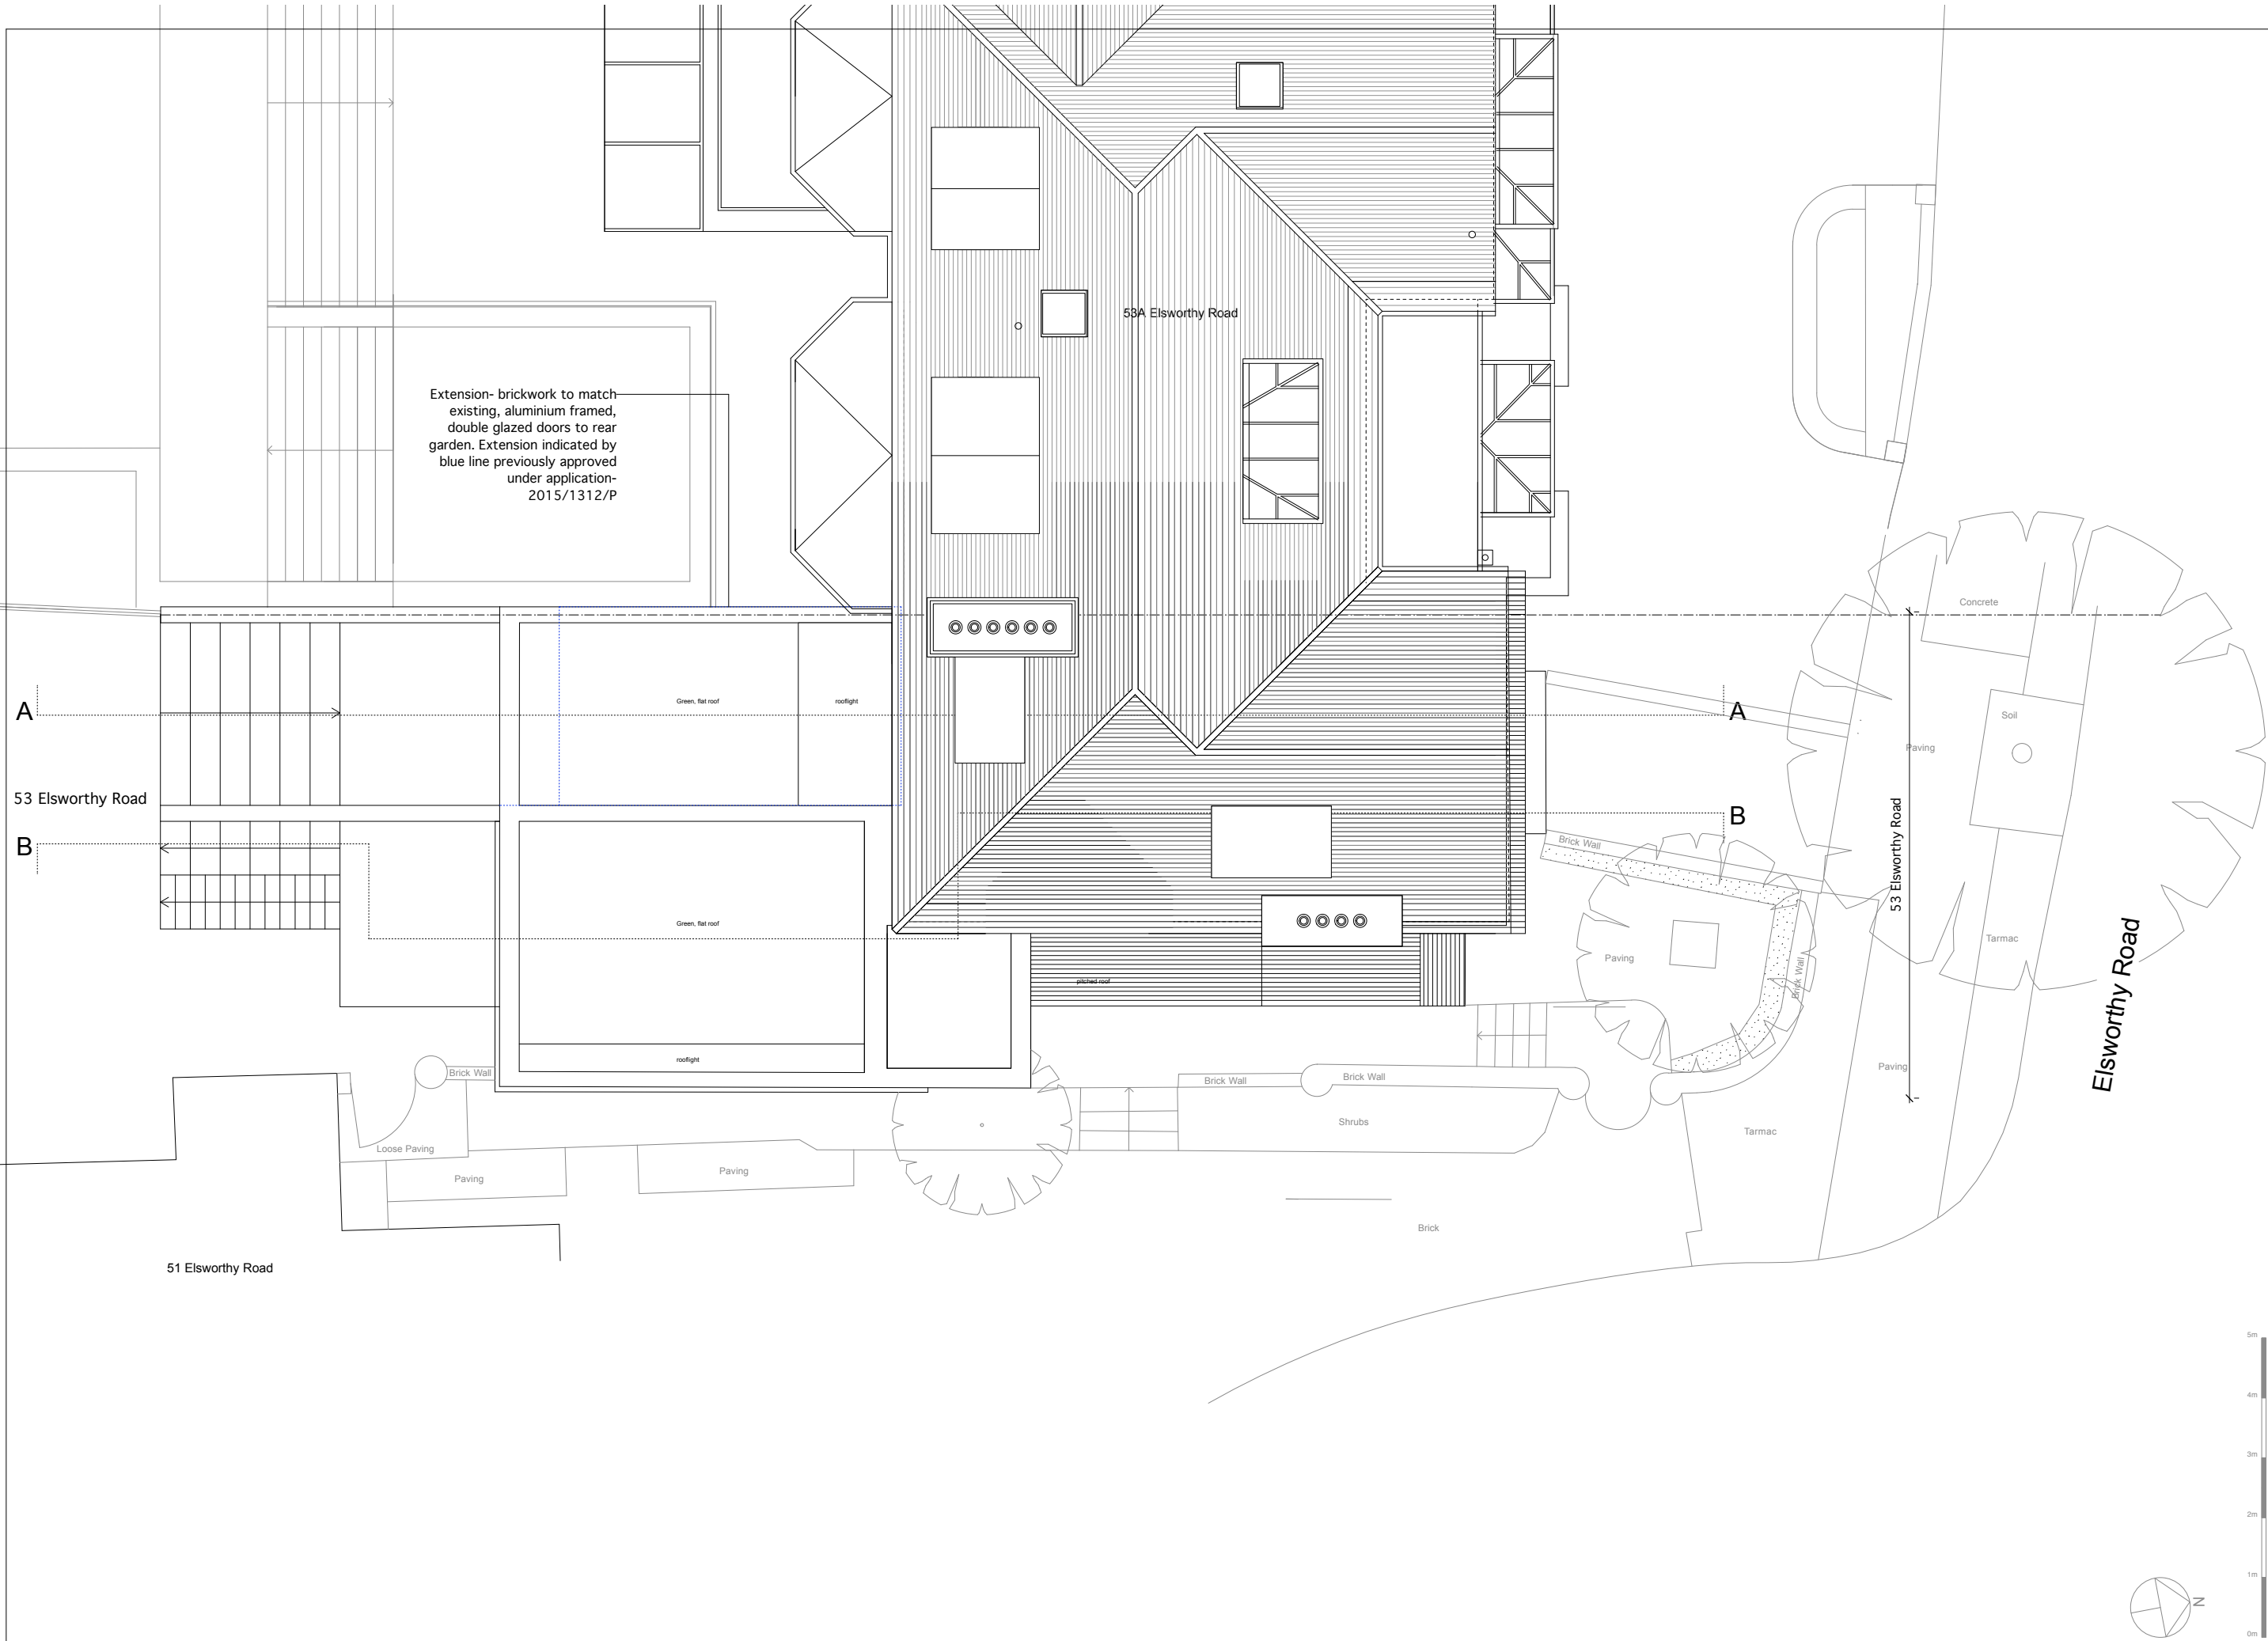 53A Elsworthy Road
Extension- brickwork to match
existing, aluminium framed,
double glazed doors to rear
garden. Extension indicated by
blue line previously approved
under application-
2015/1312/P
Concrete
A
Green, flat roof
rooflight
A
Soil
Paving
53 Elsworthy Road
B
B
Brick Wall
53 Elsworthy Road
Green, flat roof
Tarmac
Paving
Brick Wall
pitched roof
Elsworthy Road
rooflight
Brick Wall
Brick Wall
Brick Wall
Paving
Shrubs
Tarmac
Loose Paving
Paving
Paving
Brick
51 Elsworthy Road
5m
4m
3m
2m
1m
N
0m